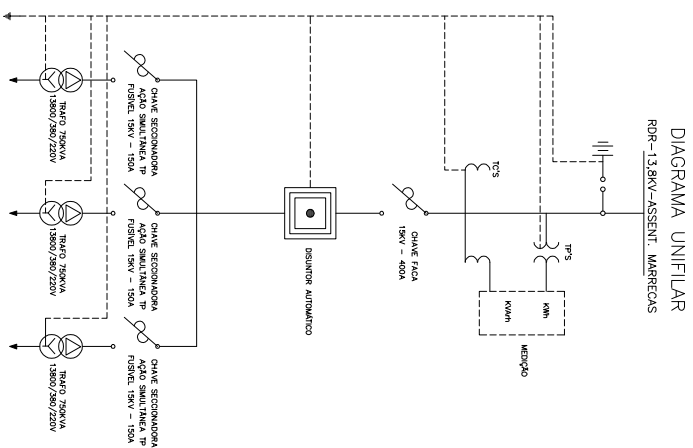 DIAGRAMA UNIFILAR
RDR-13,8KV-ASSENT. MARRECAS
TP'S
TC'S
KWh
KVArh
MEDIÇÃO
CHAVE FACA
15KV - 400A
DISJUNTOR AUTOMÁTICO
CHAVE SECCIONADORA
AÇÃO SIMULTÂNEA TP
FUSÍVEL 15KV - 150A
CHAVE SECCIONADORA
AÇÃO SIMULTÂNEA TP
FUSÍVEL 15KV - 150A
CHAVE SECCIONADORA
AÇÃO SIMULTÂNEA TP
FUSÍVEL 15KV - 150A
TRAFO 750KVA
13800/380/220V
TRAFO 750KVA
13800/380/220V
TRAFO 750KVA
13800/380/220V